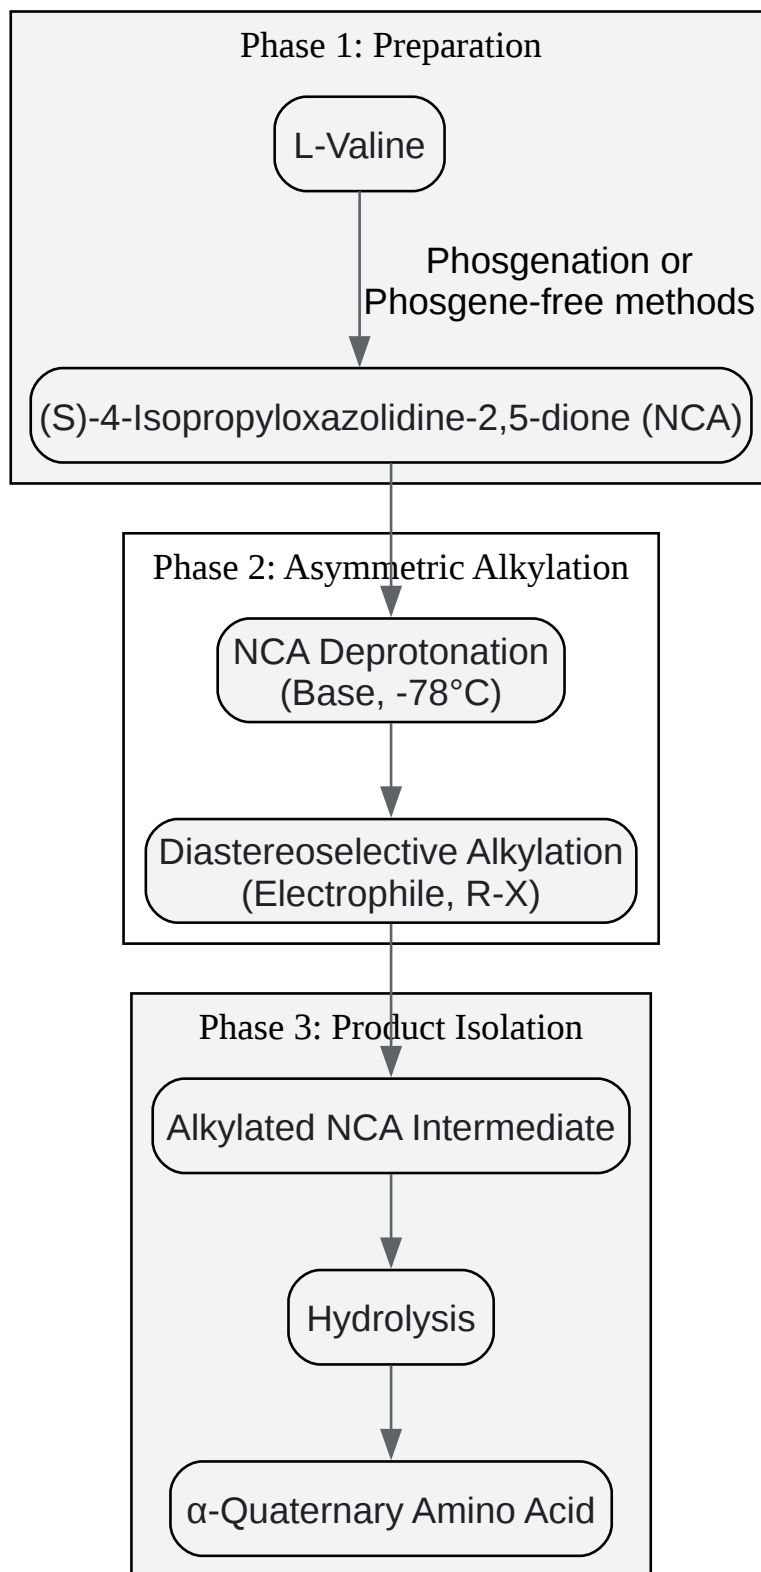 Phase 1: Preparation
L-Valine
Phosgenation or
Phosgene-free methods
(S)-4-Isopropyloxazolidine-2,5-dione (NCA)
Phase 2: Asymmetric Alkylation
NCA Deprotonation
(Base, -78°C)
Diastereoselective Alkylation
(Electrophile, R-X)
Phase 3: Product Isolation
Alkylated NCA Intermediate
Hydrolysis
α-Quaternary Amino Acid